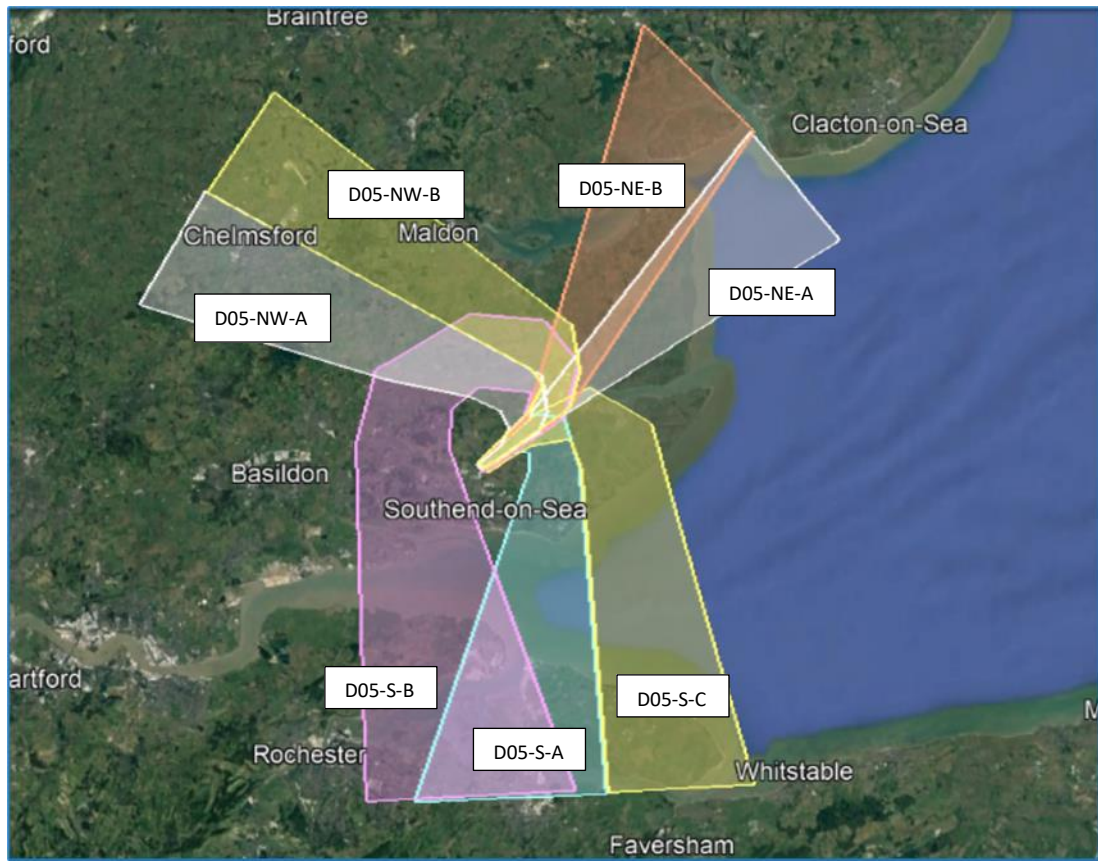 Braintree
ford
Clacton-on-Sea
D05-NW-B
D05-NE-B
Chelmsford
Maldon
D05-NE-A
D05-NW-A
Basildon
Southend-on-Sea
artford
D05-S-B
D05-S-C
M
D05-S-A
Rochester
Whitstable
Faversham